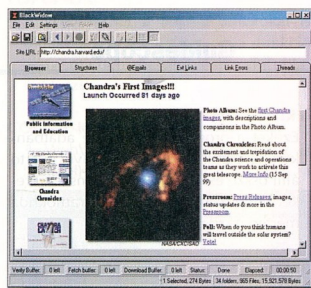 BlackWidow
File Edit Settings View Pages Help
Site URL http://chandra.harvard.edu/
Browser Structures @Emails Ext Links Link Errors Threads
Public Information
and Education
Chandra
Chronicles
Chandra's First Images!!!
Launch Occurred 81 days ago
NASA/CXC/SAO
Photo Album: See the first Chandra
images, with descriptions and
companions in the Photo Album.
Chandra Chronicles: Read about
the excitement and trepidation of
the Chandra science and operations
teams as they work to activate this
great telescope. More Info (15 Sep
99)
Pressroom: Press Releases, images,
status updates & more in the
Pressroom.
Poll: When do you think humans
will travel outside the solar system?
Vote!
Verify Buffer: 0 left Fetch buffer: 0 left Download Buffer: 0 left Status: Done Elapsed: 00:00:50
1 Selected, 274 Bytes 34 folders, 965 Files, 15,921,578 Bytes